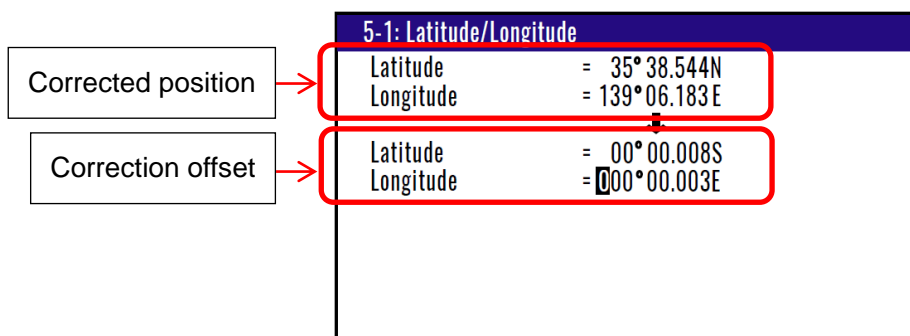 5-1: Latitude/Longitude
Corrected position
Latitude = 35° 38.544N
Longitude = 139° 06.183 E
Correction offset
Latitude = 00° 00.008S
Longitude = 000° 00.003E